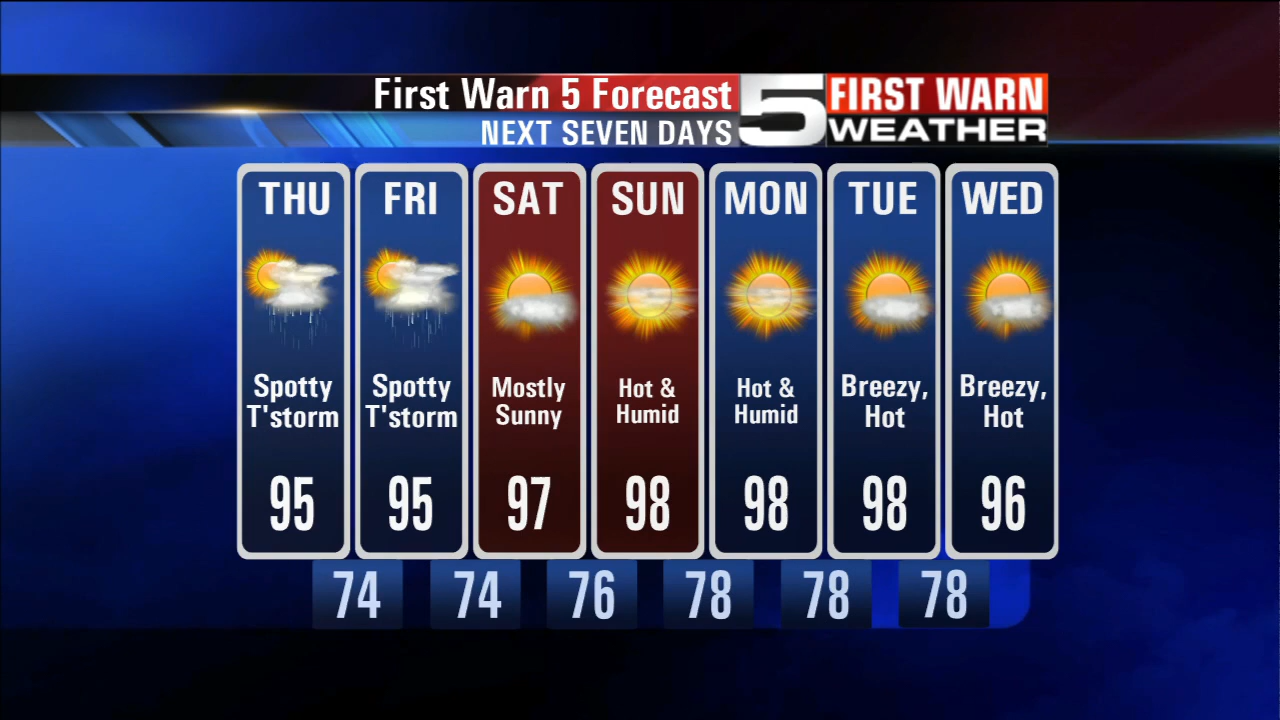 First Warn 5 Forecast
NEXT SEVEN DAYS
5 FIRST WARN
WEATHER
THU FRI SAT SUN MON TUE WED
Spotty Spotty Mostly Hot & Hot & Breezy, Breezy,
T'storm T'storm Sunny Humid Humid Hot Hot
95 95 97 98 98 98 96
74 74 76 78 78 78